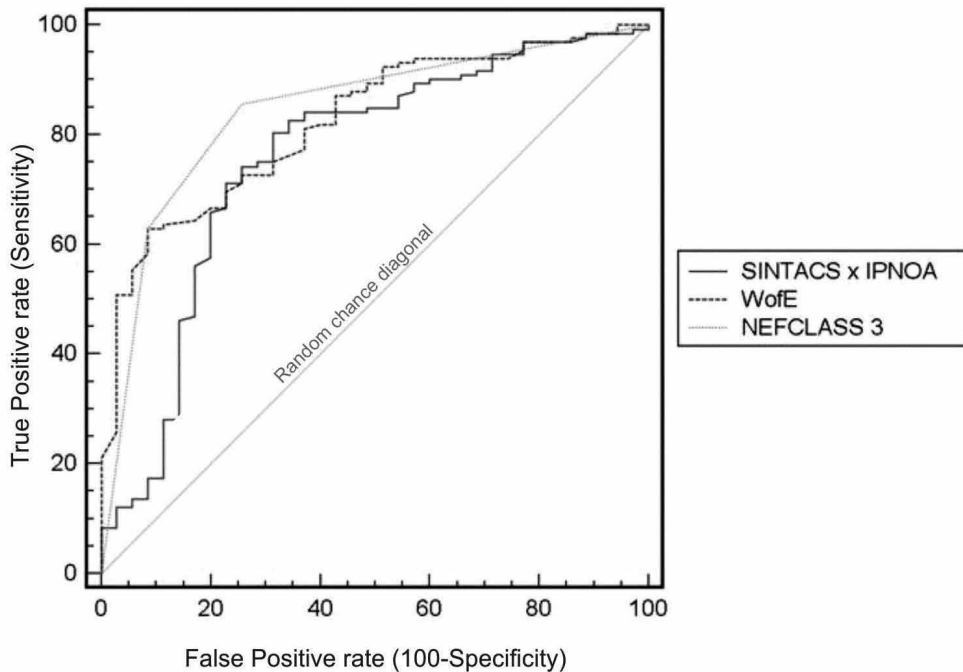 100
80
60
40
20
0
True Positive rate (Sensitivity)
Random chance diagonal
SINTACS x IPNOA
WofE
NEFCLASS 3
0 20 40 60 80 100
False Positive rate (100-Specificity)